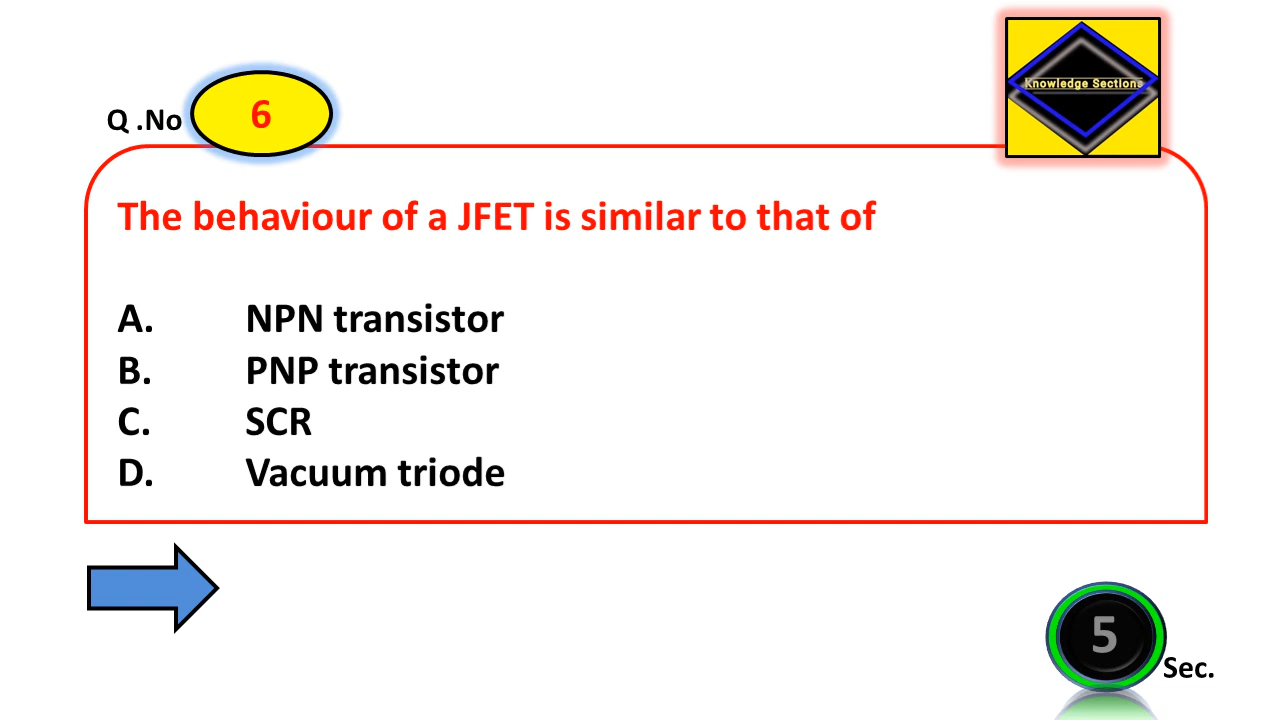 Knowledge Sections
Q .No 6
The behaviour of a JFET is similar to that of
A. NPN transistor
B. PNP transistor
C. SCR
D. Vacuum triode
5 Sec.